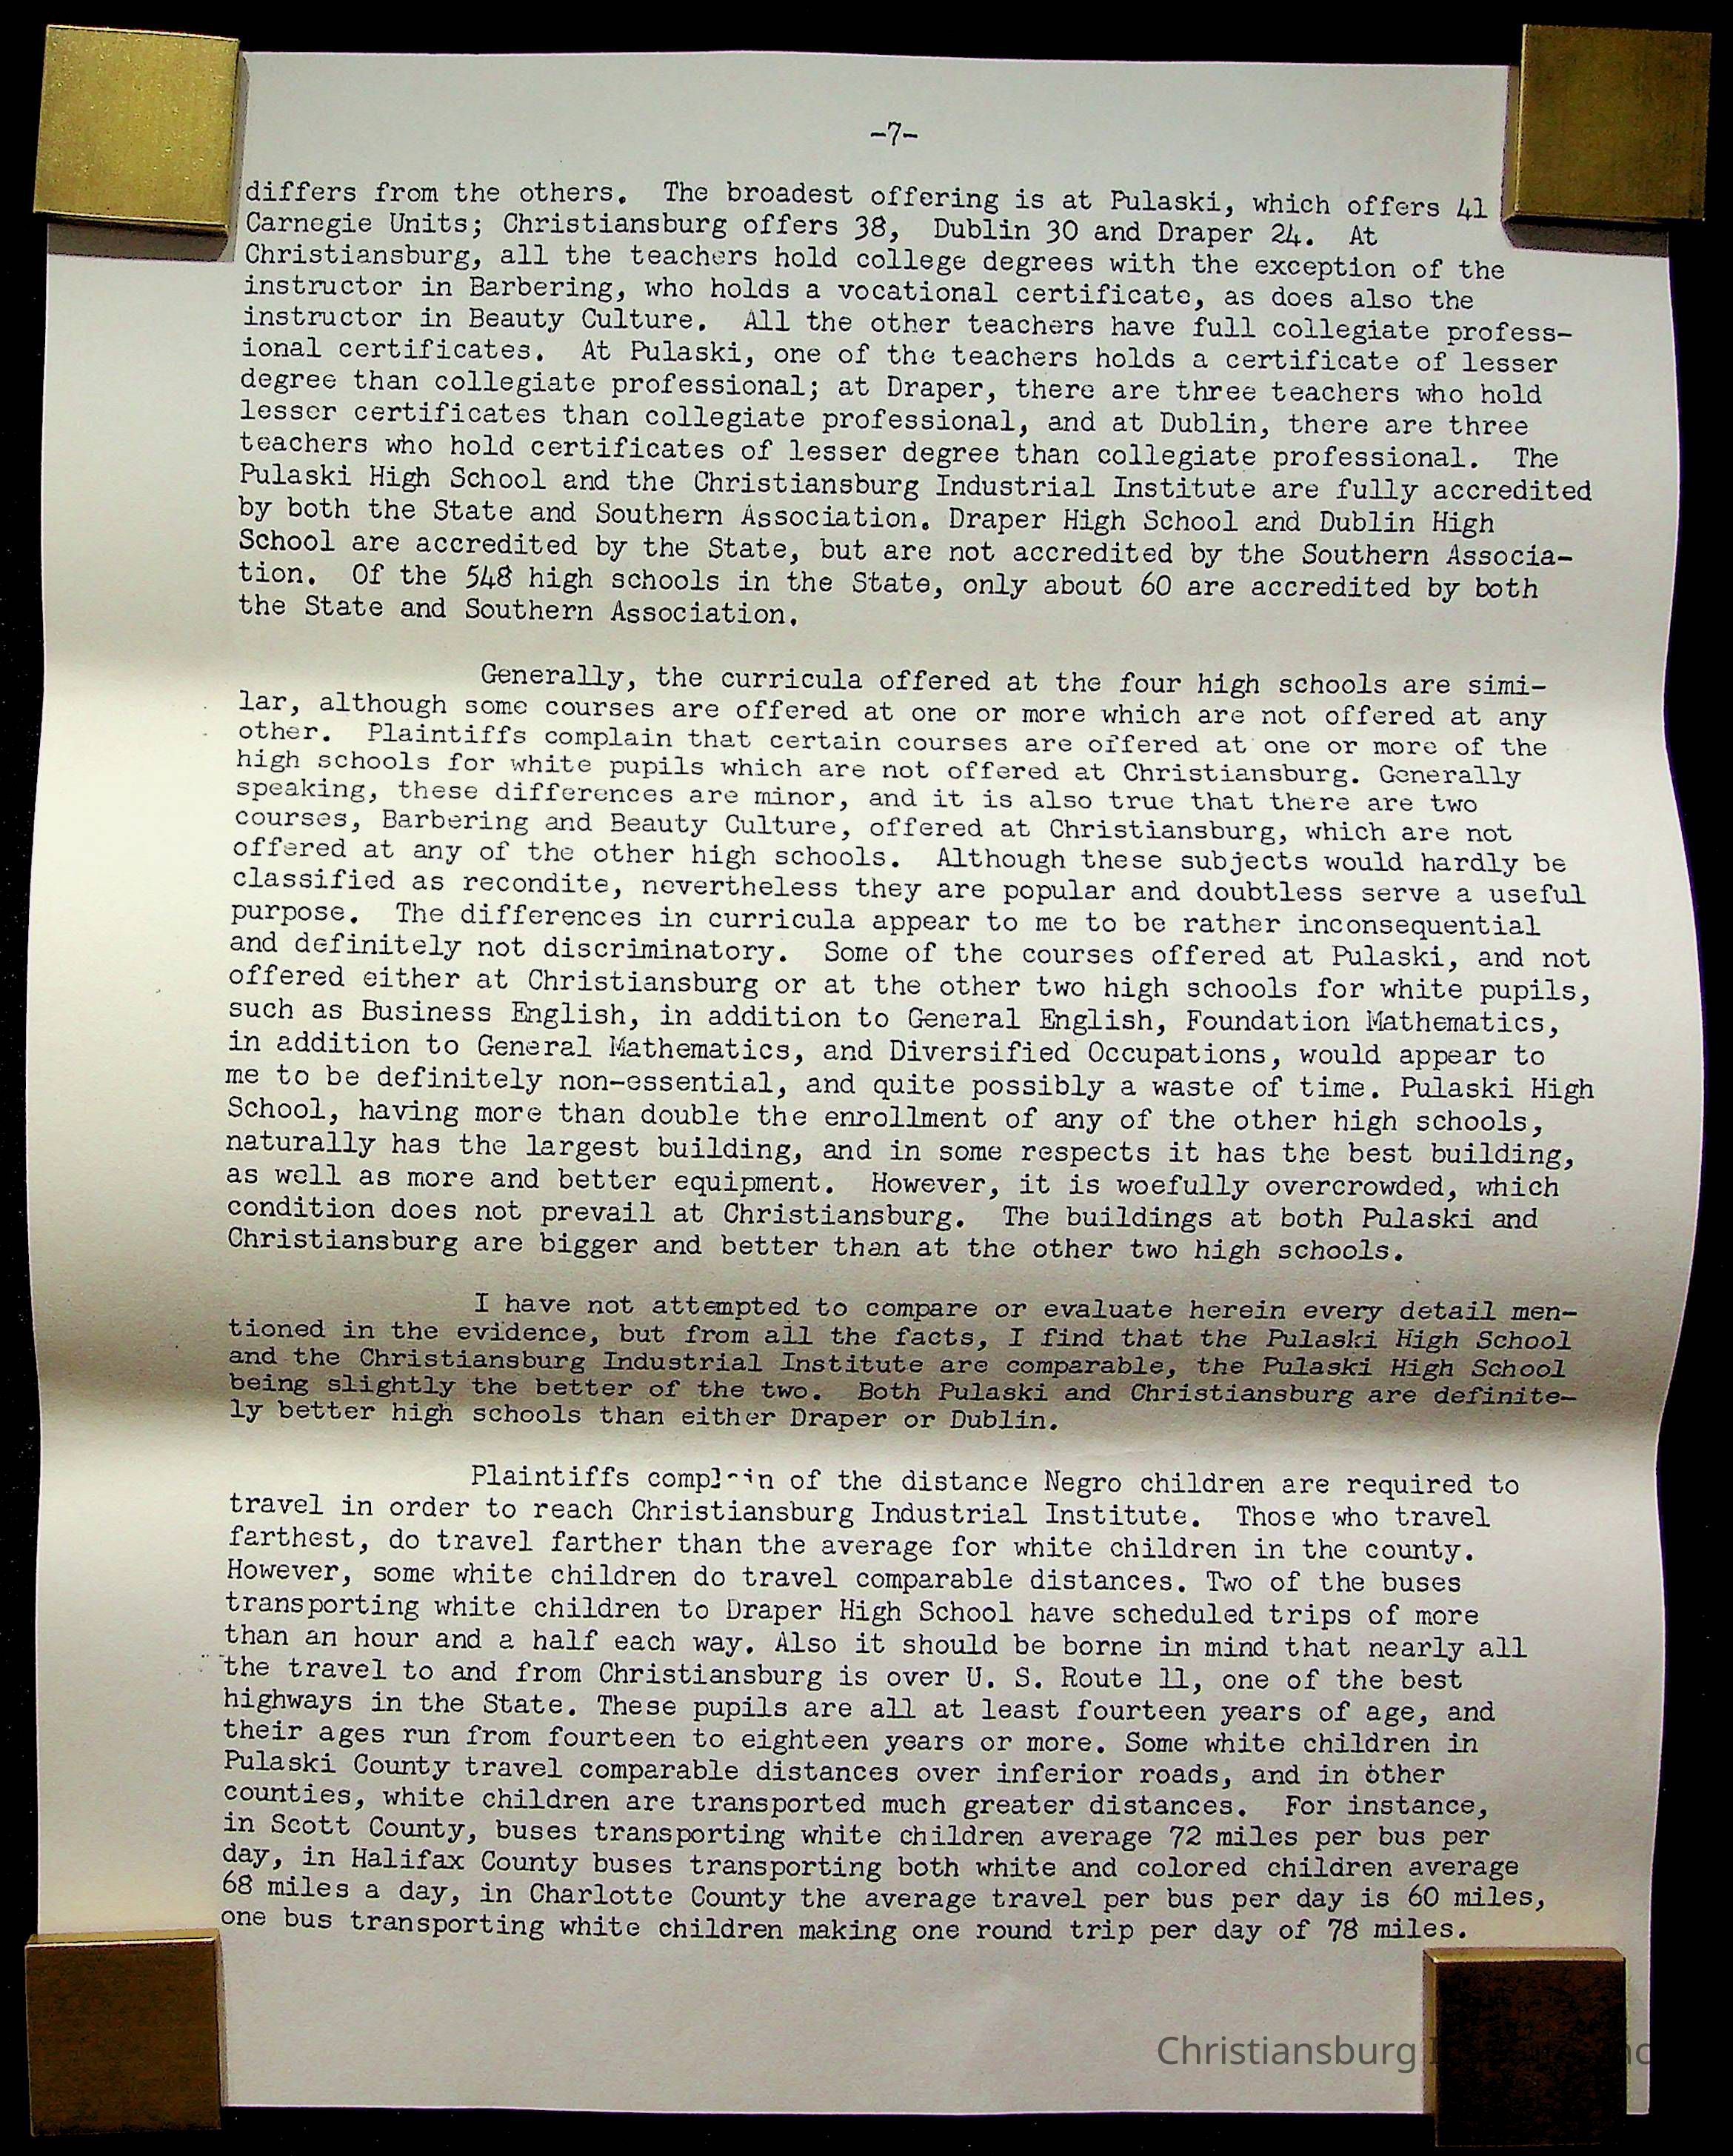 -7-
differs from the others. The broadest offering is at Pulaski, which offers 41
Carnegie Units; Christiansburg offers 38, Dublin 30 and Draper 24. At
Christiansburg, all the teachers hold college degrees with the exception of the
instructor in Barbering, who holds a vocational certificate, as does also the
instructor in Beauty Culture. All the other teachers have full collegiate profess-
ional certificates. At Pulaski, one of the teachers holds a certificate of lesser
degree than collegiate professional; at Draper, there are three teachers who hold
lesser certificates than collegiate professional, and at Dublin, there are three
teachers who hold certificates of lesser degree than collegiate professional. The
Pulaski High School and the Christiansburg Industrial Institute are fully accredited
by both the State and Southern Association. Draper High School and Dublin High
School are accredited by the State, but are not accredited by the Southern Associa-
tion. Of the 548 high schools in the State, only about 60 are accredited by both
the State and Southern Association.
Generally, the curricula offered at the four high schools are simi-
lar, although some courses are offered at one or more which are not offered at any
other. Plaintiffs complain that certain courses are offered at one or more of the
high schools for white pupils which are not offered at Christiansburg. Generally
speaking, these differences are minor, and it is also true that there are two
courses, Barbering and Beauty Culture, offered at Christiansburg, which are not
offered at any of the other high schools. Although these subjects would hardly be
classified as recondite, nevertheless they are popular and doubtless serve a useful
purpose. The differences in curricula appear to me to be rather inconsequential
and definitely not discriminatory. Some of the courses offered at Pulaski, and not
offered either at Christiansburg or at the other two high schools for white pupils,
such as Business English, in addition to General English, Foundation Mathematics,
in addition to General Mathematics, and Diversified Occupations, would appear to
me to be definitely non-essential, and quite possibly a waste of time. Pulaski High
School, having more than double the enrollment of any of the other high schools,
naturally has the largest building, and in some respects it has the best building,
as well as more and better equipment. However, it is woefully overcrowded, which
condition does not prevail at Christiansburg. The buildings at both Pulaski and
Christiansburg are bigger and better than at the other two high schools.
I have not attempted to compare or evaluate herein every detail men-
tioned in the evidence, but from all the facts, I find that the Pulaski High School
and the Christiansburg Industrial Institute are comparable, the Pulaski High School
being slightly the better of the two. Both Pulaski and Christiansburg are definite-
ly better high schools than either Draper or Dublin.
Plaintiffs complain of the distance Negro children are required to
travel in order to reach Christiansburg Industrial Institute. Those who travel
farthest, do travel farther than the average for white children in the county.
However, some white children do travel comparable distances. Two of the buses
transporting white children to Draper High School have scheduled trips of more
than an hour and a half each way. Also it should be borne in mind that nearly all
the travel to and from Christiansburg is over U. S. Route 11, one of the best
highways in the State. These pupils are all at least fourteen years of age, and
their ages run from fourteen to eighteen years or more. Some white children in
Pulaski County travel comparable distances over inferior roads, and in other
counties, white children are transported much greater distances. For instance,
in Scott County, buses transporting white children average 72 miles per bus per
day, in Halifax County buses transporting both white and colored children average
68 miles a day, in Charlotte County the average travel per bus per day is 60 miles,
one bus transporting white children making one round trip per day of 78 miles.
Christiansburg